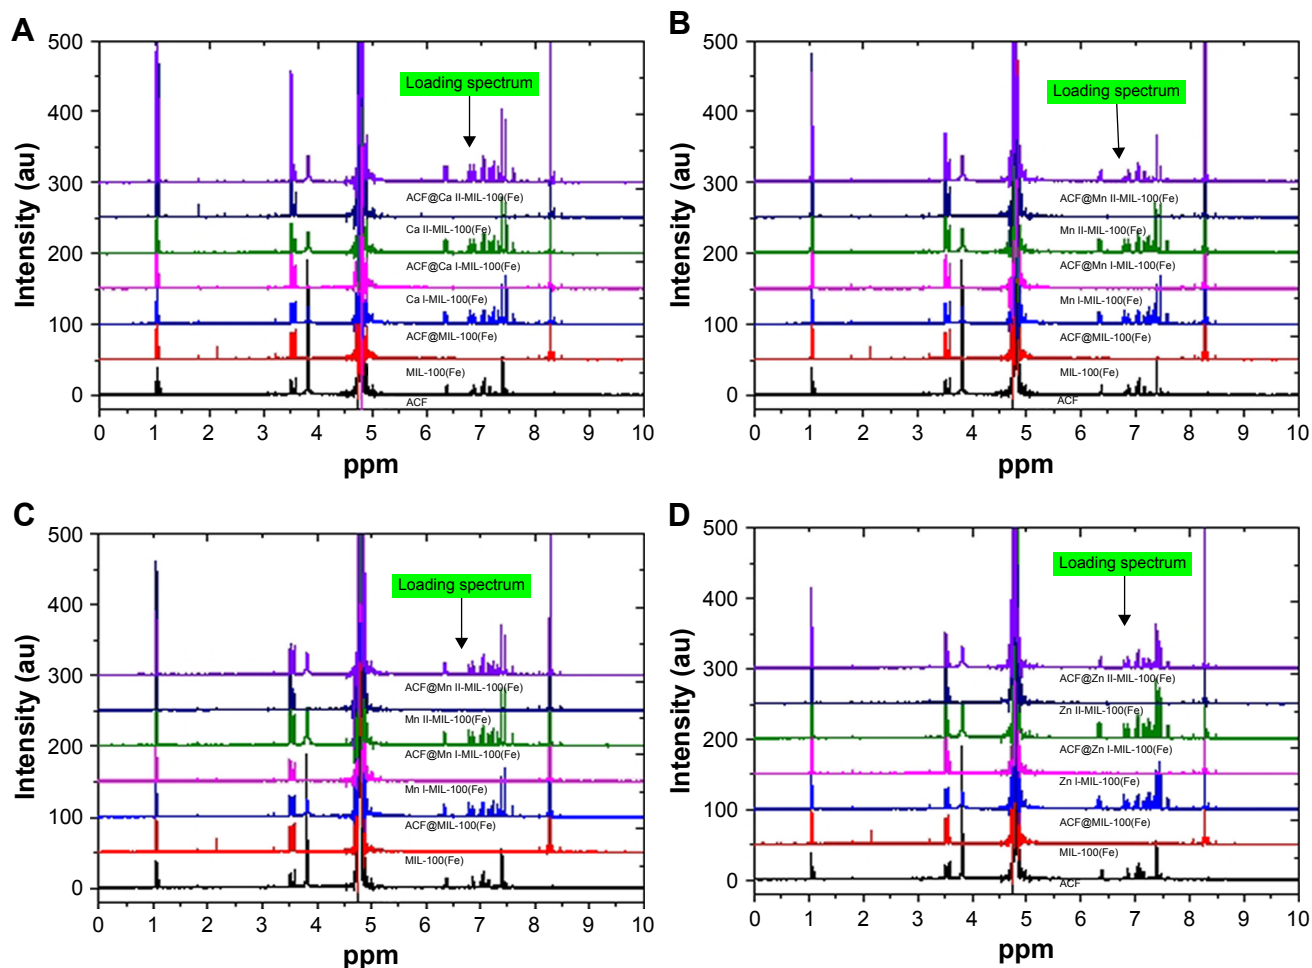 A
Intensity (au)
500
400
300
200
100
0
Loading spectrum
ACF@Ca II-MIL-100(Fe)
Ca II-MIL-100(Fe)
ACF@Ca I-MIL-100(Fe)
Ca I-MIL-100(Fe)
ACF@MIL-100(Fe)
MIL-100(Fe)
ACF
0 1 2 3 4 5 6 7 8 9 10
ppm
B
Intensity (au)
500
400
300
200
100
0
Loading spectrum
ACF@Mn II-MIL-100(Fe)
Mn II-MIL-100(Fe)
ACF@Mn I-MIL-100(Fe)
Mn I-MIL-100(Fe)
ACF@MIL-100(Fe)
MIL-100(Fe)
ACF
0 1 2 3 4 5 6 7 8 9 10
ppm
C
Intensity (au)
500
400
300
200
100
0
Loading spectrum
ACF@Mn II-MIL-100(Fe)
Mn II-MIL-100(Fe)
ACF@Mn I-MIL-100(Fe)
Mn I-MIL-100(Fe)
ACF@MIL-100(Fe)
MIL-100(Fe)
0 1 2 3 4 5 6 7 8 9 10
ppm
D
Intensity (au)
500
400
300
200
100
0
Loading spectrum
ACF@Zn II-MIL-100(Fe)
Zn II-MIL-100(Fe)
ACF@Zn I-MIL-100(Fe)
Zn I-MIL-100(Fe)
ACF@MIL-100(Fe)
MIL-100(Fe)
ACF
0 1 2 3 4 5 6 7 8 9 10
ppm